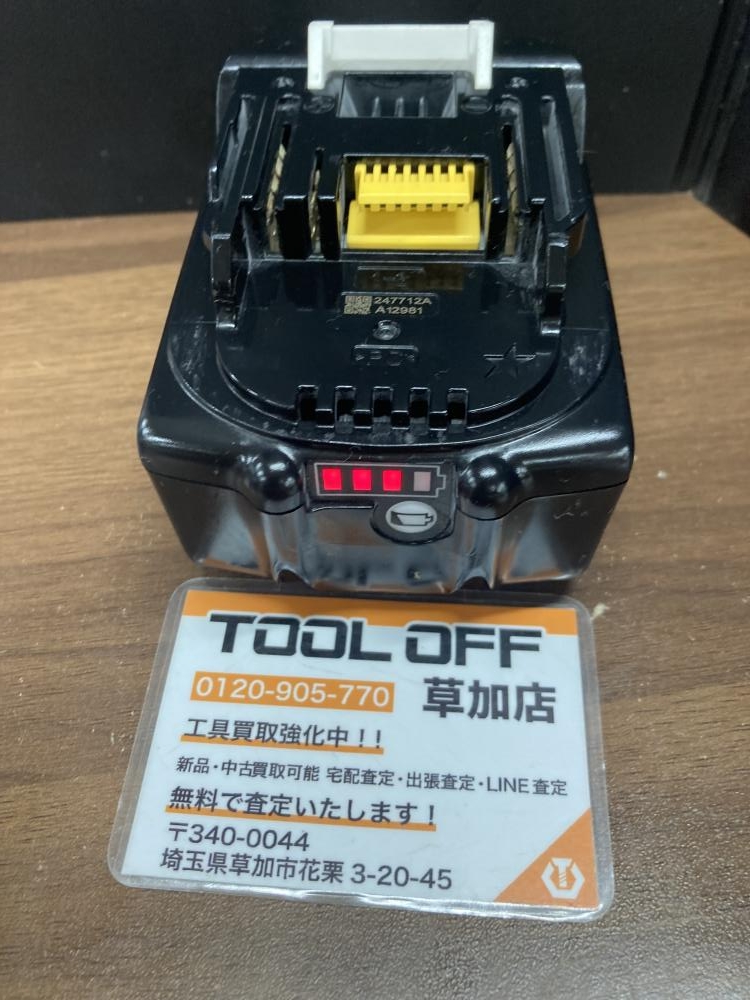 247712A
A12981
TOOL OFF
0120-905-770 草加店
工具買取強化中!!
新品・中古買取可能 宅配査定・出張査定・LINE査定
無料で査定いたします!
〒340-0044
埼玉県草加市花栗 3-20-45